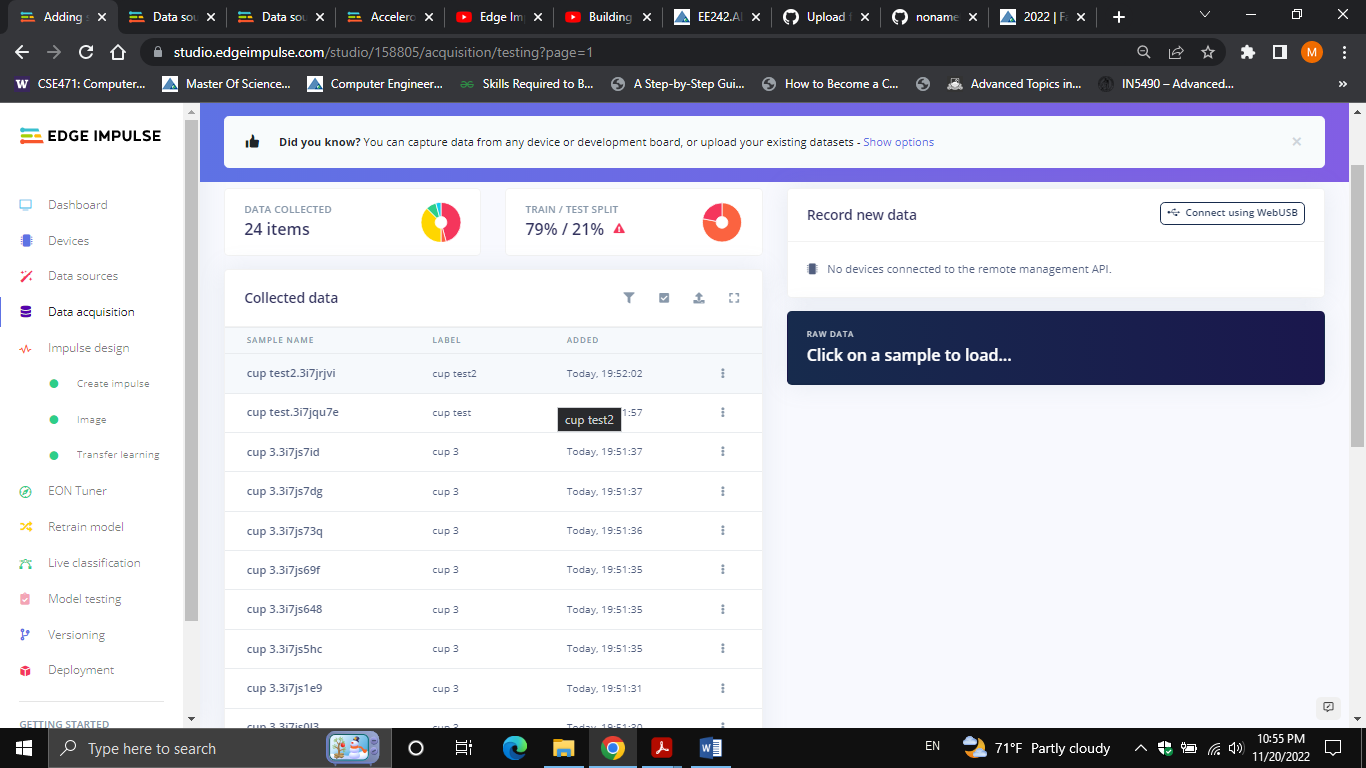 Adding s
Data sou
Data sou
Accelero
Edge Im
Building
EE242.Al
Upload f
noname
2022 | Fa
studio.edgeimpulse.com/studio/158805/acquisition/testing?page=1
M
W CSE471: Computer...
Master Of Science...
Computer Engineer...
Skills Required to B...
A Step-by-Step Gui...
How to Become a C...
Advanced Topics in...
IN5490 – Advanced...
»
EDGE IMPULSE
Did you know? You can capture data from any device or development board, or upload your existing datasets - Show options
Dashboard
Devices
Data sources
Data acquisition
Impulse design
Create impulse
Image
Transfer learning
EON Tuner
Retrain model
Live classification
Model testing
Versioning
Deployment
GETTING STARTED
DATA COLLECTED
24 items
TRAIN / TEST SPLIT
79% / 21%
Record new data
Connect using WebUSB
No devices connected to the remote management API.
RAW DATA
Click on a sample to load...
Collected data
SAMPLE NAME LABEL ADDED
cup test2.3i7jrjvi cup test2 Today, 19:52:02
cup test.3i7jqu7e cup test 1:57
cup test2
cup 3.3i7js7id cup 3 Today, 19:51:37
cup 3.3i7js7dg cup 3 Today, 19:51:37
cup 3.3i7js73q cup 3 Today, 19:51:36
cup 3.3i7js69f cup 3 Today, 19:51:35
cup 3.3i7js648 cup 3 Today, 19:51:35
cup 3.3i7js5hc cup 3 Today, 19:51:35
cup 3.3i7js1e9 cup 3 Today, 19:51:31
cup 3.3i7js0l3 cup 3 Today, 19:51:30
Type here to search
EN
71°F Partly cloudy
10:55 PM
11/20/2022